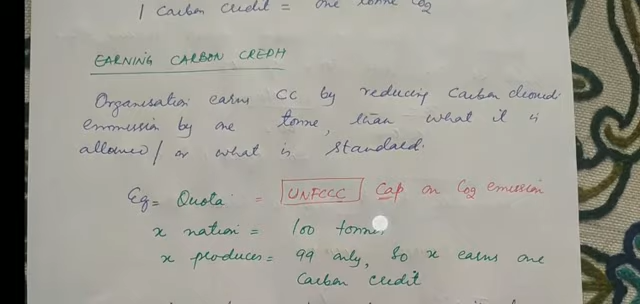 1 Carbon Credit = one tonne CO2
EARNING CARBON CREDIT
Organisation earns CC by reducing Carbon dioxide
emmession by one tonne, than what it is
allowed / or what is standard.
Eg = Quota = UNFCCC Cap on CO2 emission
x nation = 100 tonnes
x produces = 99 only, So x earns one
Carbon credit